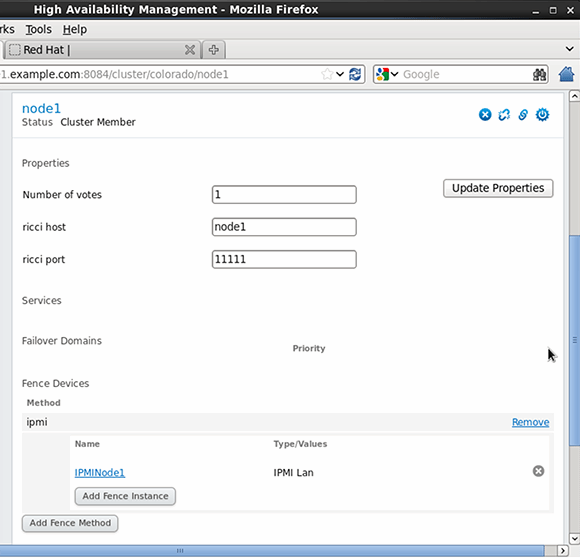 High Availability Management - Mozilla Firefox
rks Tools Help
Red Hat |
1.example.com:8084/cluster/colorado/node1 Google
node1
Status Cluster Member
Properties
Number of votes 1 Update Properties
ricci host node1
ricci port 11111
Services
Failover Domains
Priority
Fence Devices
Method
ipmi Remove
Name Type/Values
IPMINode1 IPMI Lan
Add Fence Instance
Add Fence Method